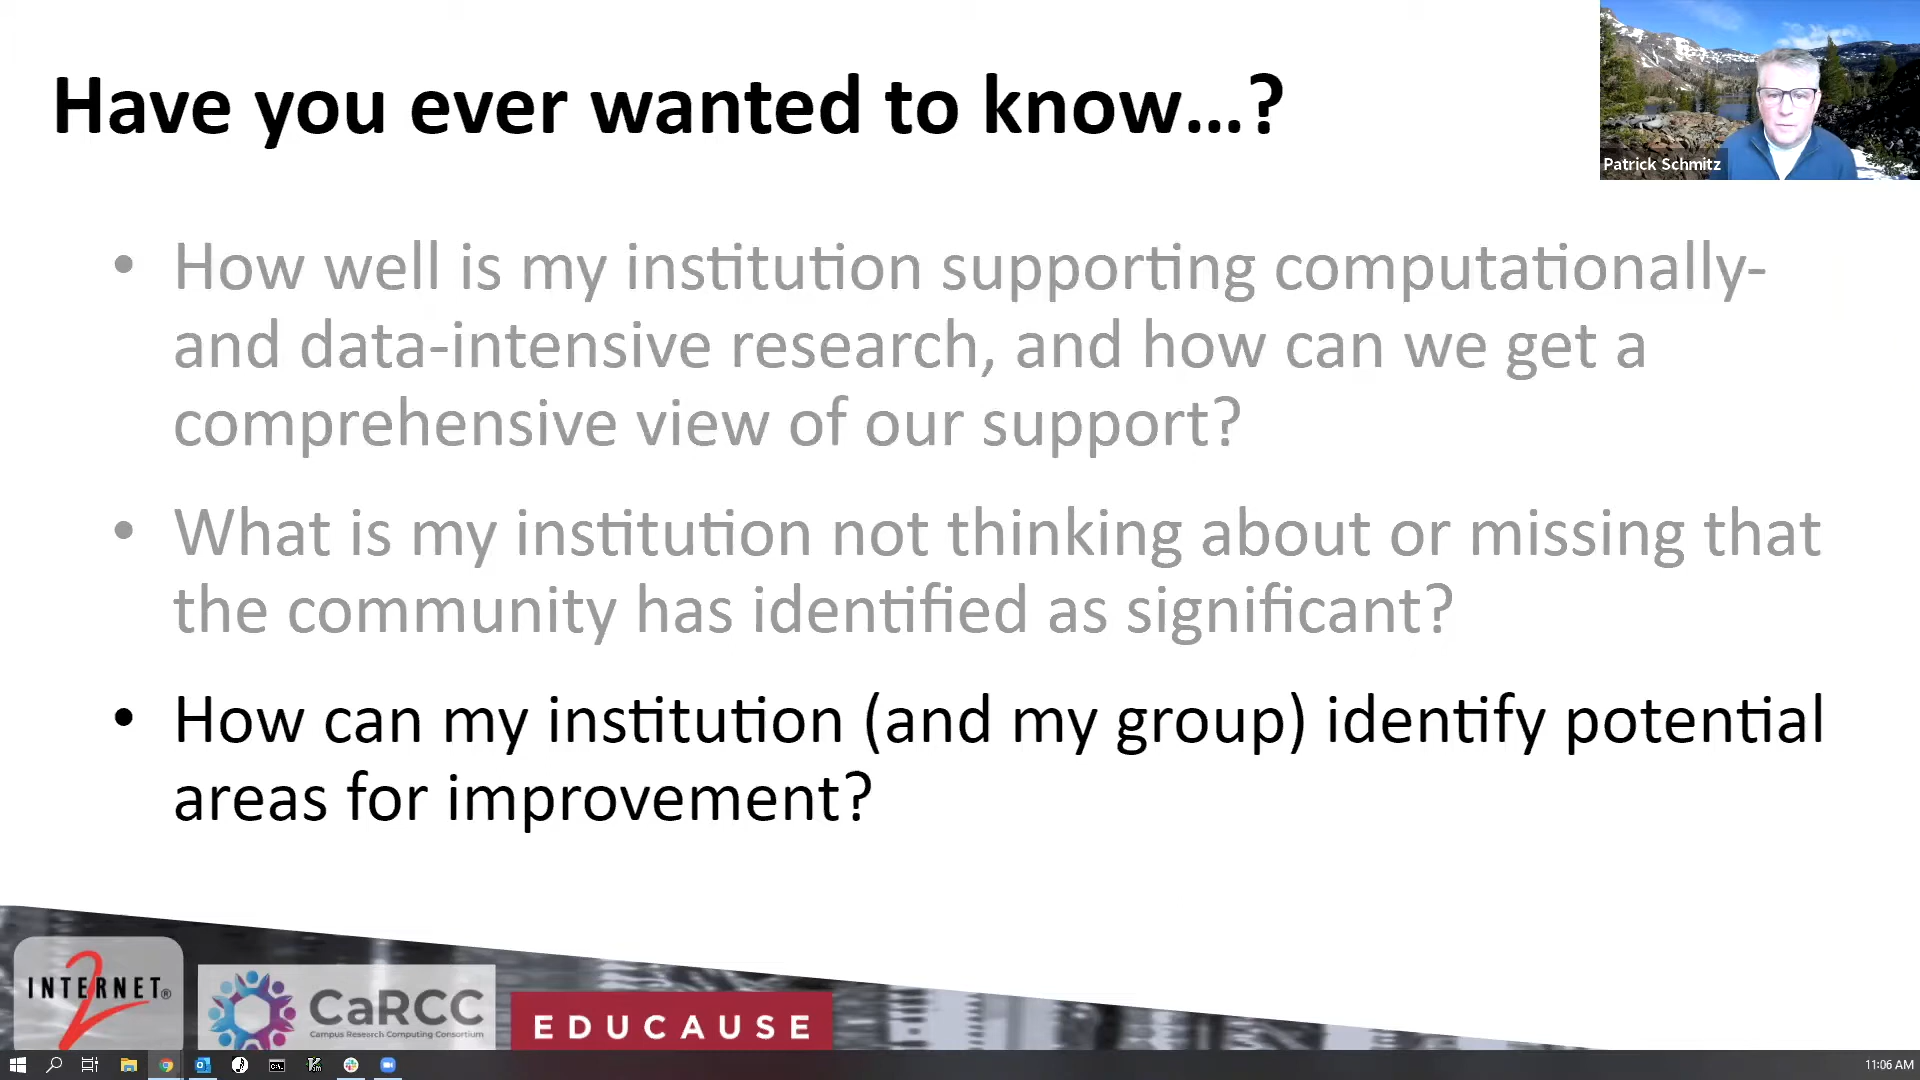 Have you ever wanted to know...?
Patrick Schmitz
• How well is my institution supporting computationally-
and data-intensive research, and how can we get a
comprehensive view of our support?
• What is my institution not thinking about or missing that
the community has identified as significant?
• How can my institution (and my group) identify potential
areas for improvement?
INTERNET®
2
CaRCC
Campus Research Computing Consortium
EDUCAUSE
11:06 AM